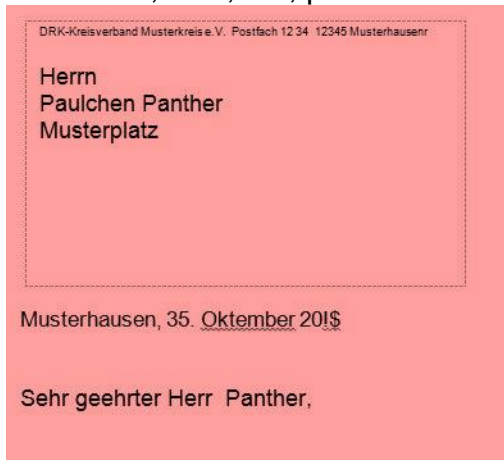 DRK-Kreisverband Musterkreis e.V. Postfach 12 34 12345 Musterhausenr
Herrn
Paulchen Panther
Musterplatz
Musterhausen, 35. Oktember 20!$
Sehr geehrter Herr Panther,